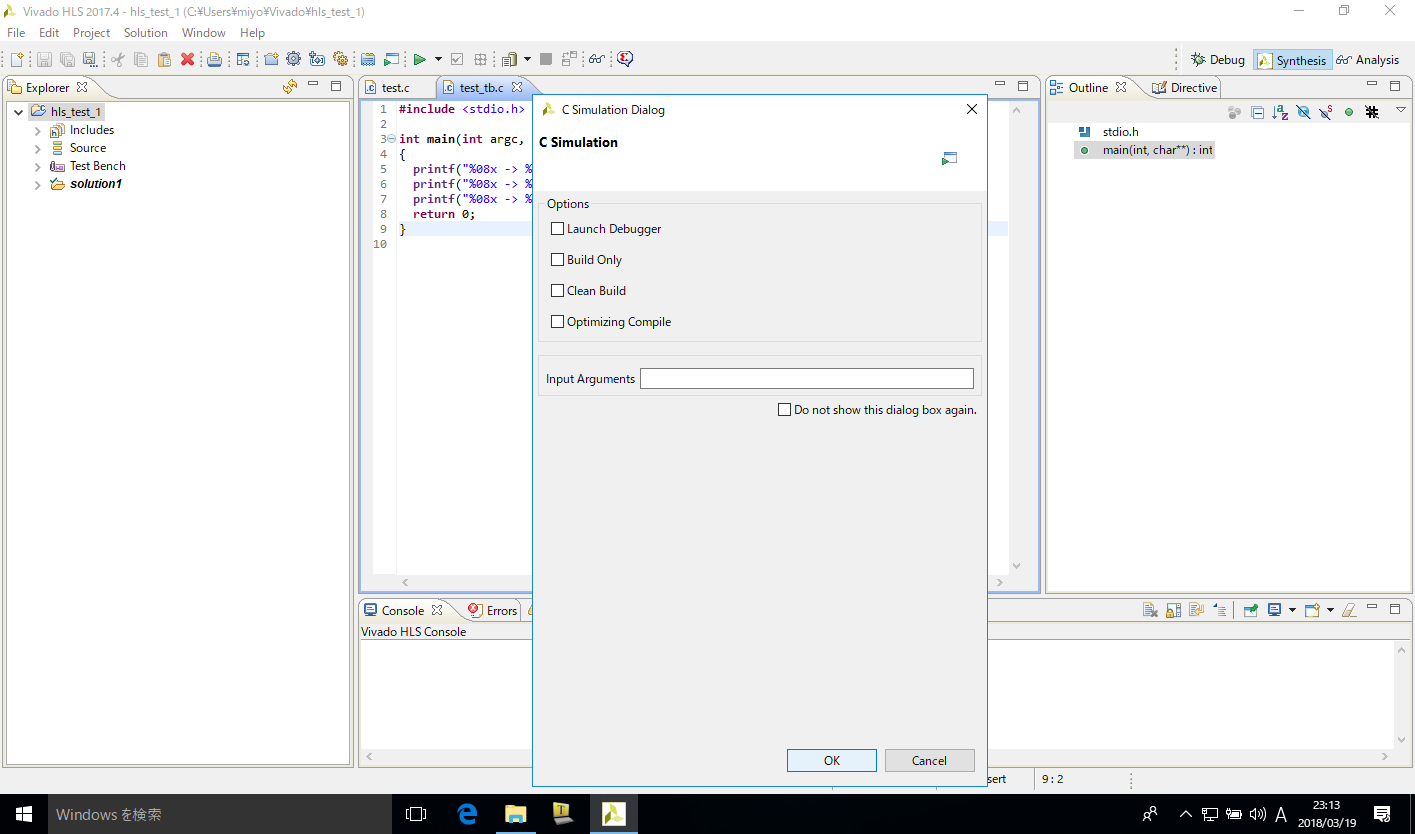 Vivado HLS 2017.4 - hls_test_1 (C:¥Users¥miyo¥Vivado¥hls_test_1)
File Edit Project Solution Window Help
Debug Synthesis Analysis
Explorer
hls_test_1
Includes
Source
Test Bench
solution1
test.c test_tb.c
1 #include <stdio.h>
2
3 int main(int argc,
4 {
5 printf("%08x -> %
6 printf("%08x -> %
7 printf("%08x -> %
8 return 0;
9 }
10
C Simulation Dialog
C Simulation
Options
Launch Debugger
Build Only
Clean Build
Optimizing Compile
Input Arguments
Do not show this dialog box again.
OK Cancel
Outline Directive
stdio.h
main(int, char**) : int
Console Errors
Vivado HLS Console
sert 9 : 2
Windows を検索
A
23:13
2018/03/19